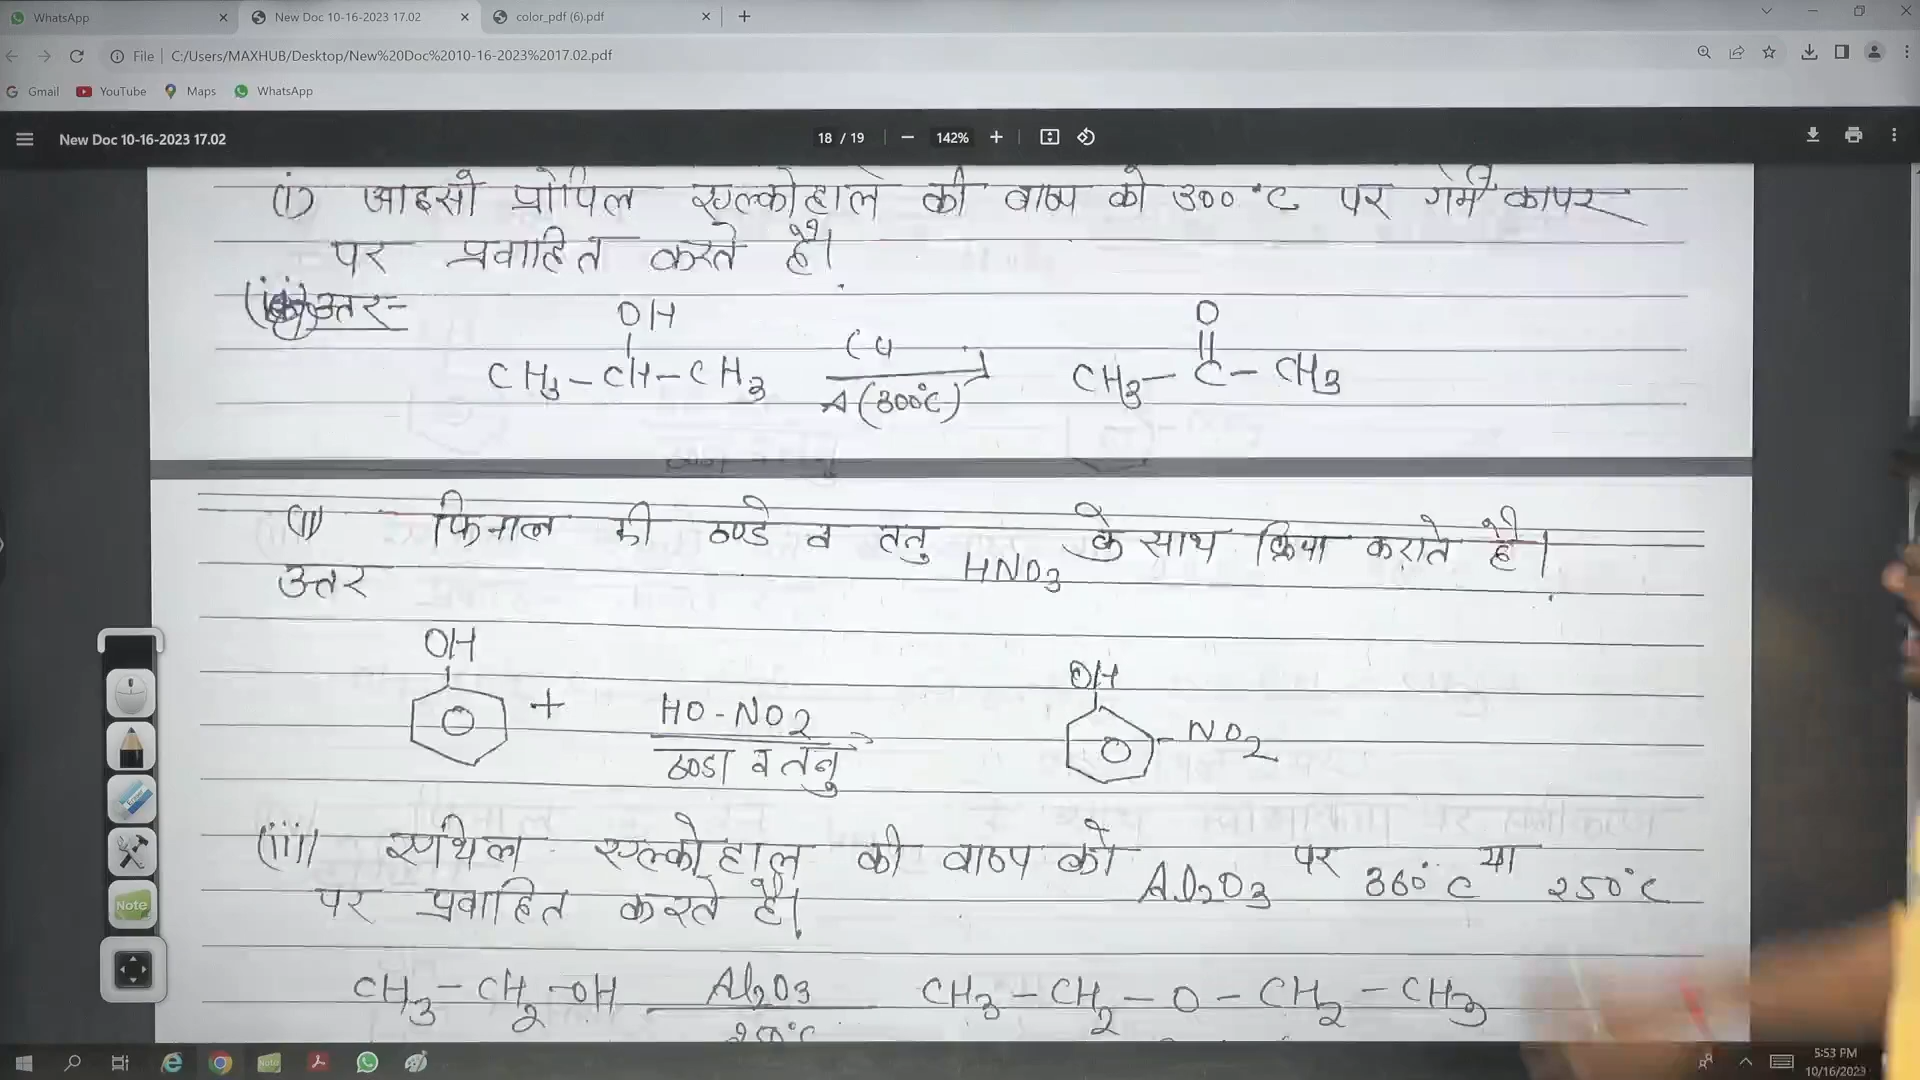 WhatsApp
New Doc 10-16-2023 17.02
color_pdf (6).pdf
File | C:/Users/MAXHUB/Desktop/New%20Doc%2010-16-2023%2017.02.pdf
Gmail YouTube Maps WhatsApp
New Doc 10-16-2023 17.02
18 / 19
142%
(i) आइसो प्रोपिल एल्कोहाल की वाष्प को 300°C पर गर्म कापर
पर प्रवाहित करते है।
उत्तर=
OH
Cu
O
CH3 - CH - CH3 Δ(300°C) CH3 - C - CH3
(ii) फिनाल की ठण्डे व तनु HNO3 के साथ क्रिया कराते है।
उत्तर
OH
+ HO-NO2
ठण्डा व तनु
OH
- NO2
(iii) एथिल एल्कोहाल की वाष्प को Al2O3 पर 360°C या 250°C
पर प्रवाहित करते है।
CH3 - CH2 - OH Al2O3 CH3 - CH2 - O - CH2 - CH3
250°C
Note
Note
5:53 PM
10/16/2023